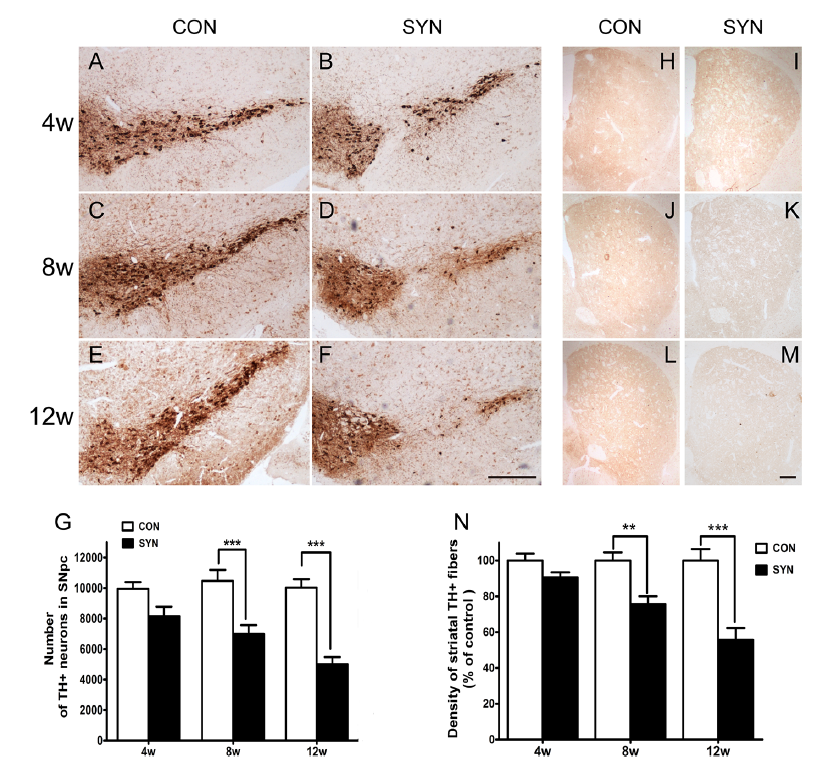 CON SYN CON SYN
A B H I
4w
C D J K
8w
E F L M
12w
G
CON
SYN
Number
of TH+ neurons in SNpc
12000
10000
8000
6000
4000
2000
0
*** ***
4w 8w 12w
N
CON
SYN
Density of striatal TH+ fibers
(% of control )
100
80
60
40
20
0
** ***
4w 8w 12w